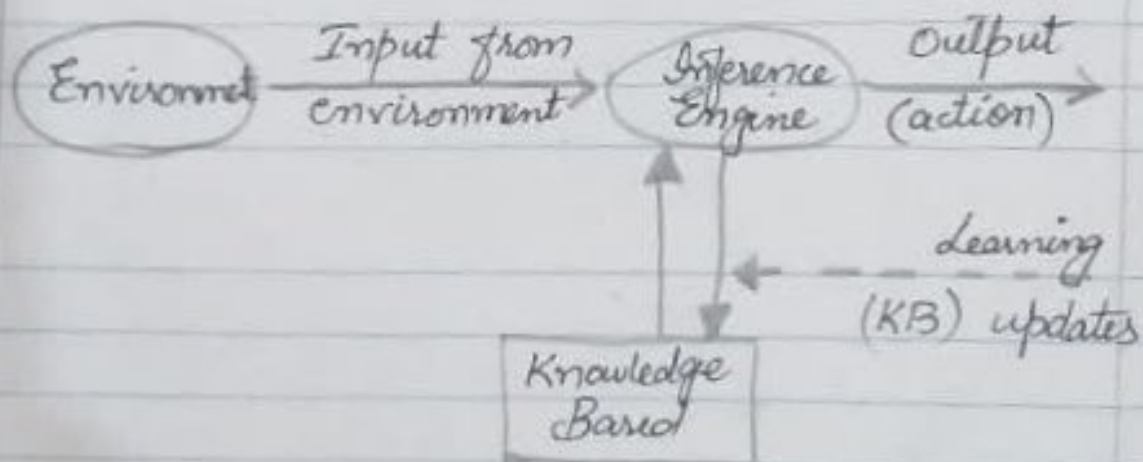 Environmet
Input from
environment
Inference
Engine
Output
(action)
Learning
(KB) updates
Knowledge
Based